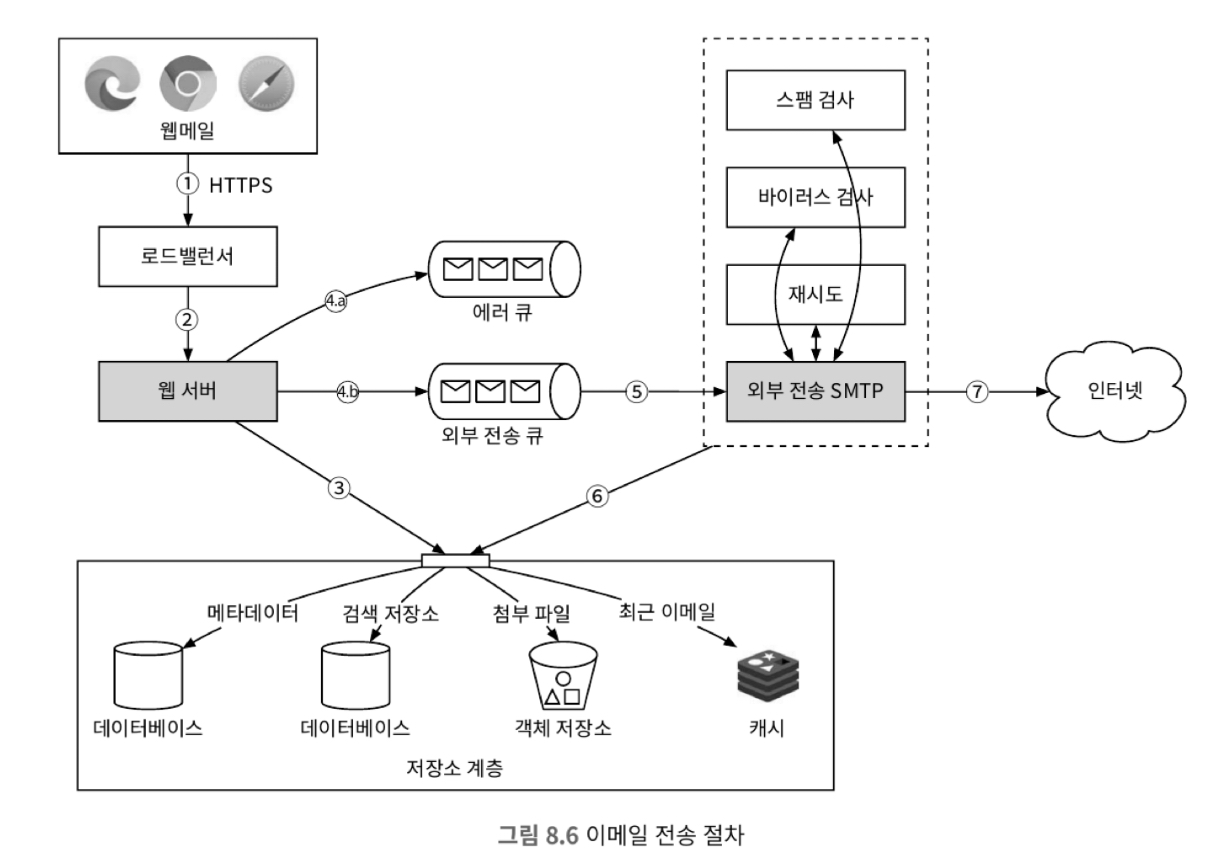 웹메일
① HTTPS
로드밸런서
②
웹 서버
4.a
에러 큐
4.b
외부 전송 큐
⑤
스팸 검사
바이러스 검사
재시도
외부 전송 SMTP
⑦
인터넷
③
⑥
메타데이터
검색 저장소
첨부 파일
최근 이메일
데이터베이스
데이터베이스
객체 저장소
캐시
저장소 계층
그림 8.6 이메일 전송 절차